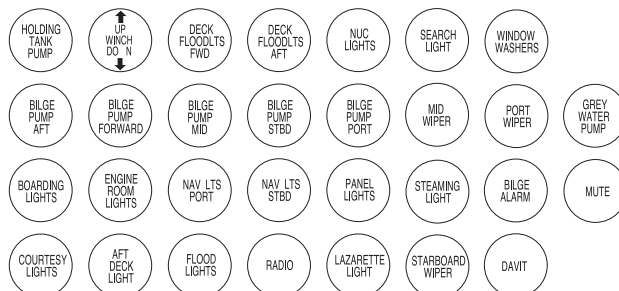 HOLDING
TANK
PUMP
UP
WINCH
DO N
DECK
FLOODLTS
FWD
DECK
FLOODLTS
AFT
NUC
LIGHTS
SEARCH
LIGHT
WINDOW
WASHERS
BILGE
PUMP
AFT
BILGE
PUMP
FORWARD
BILGE
PUMP
MID
BILGE
PUMP
STBD
BILGE
PUMP
PORT
MID
WIPER
PORT
WIPER
GREY
WATER
PUMP
BOARDING
LIGHTS
ENGINE
ROOM
LIGHTS
NAV LTS
PORT
NAV LTS
STBD
PANEL
LIGHTS
STEAMING
LIGHT
BILGE
ALARM
MUTE
COURTESY
LIGHTS
AFT
DECK
LIGHT
FLOOD
LIGHTS
RADIO
LAZARETTE
LIGHT
STARBOARD
WIPER
DAVIT